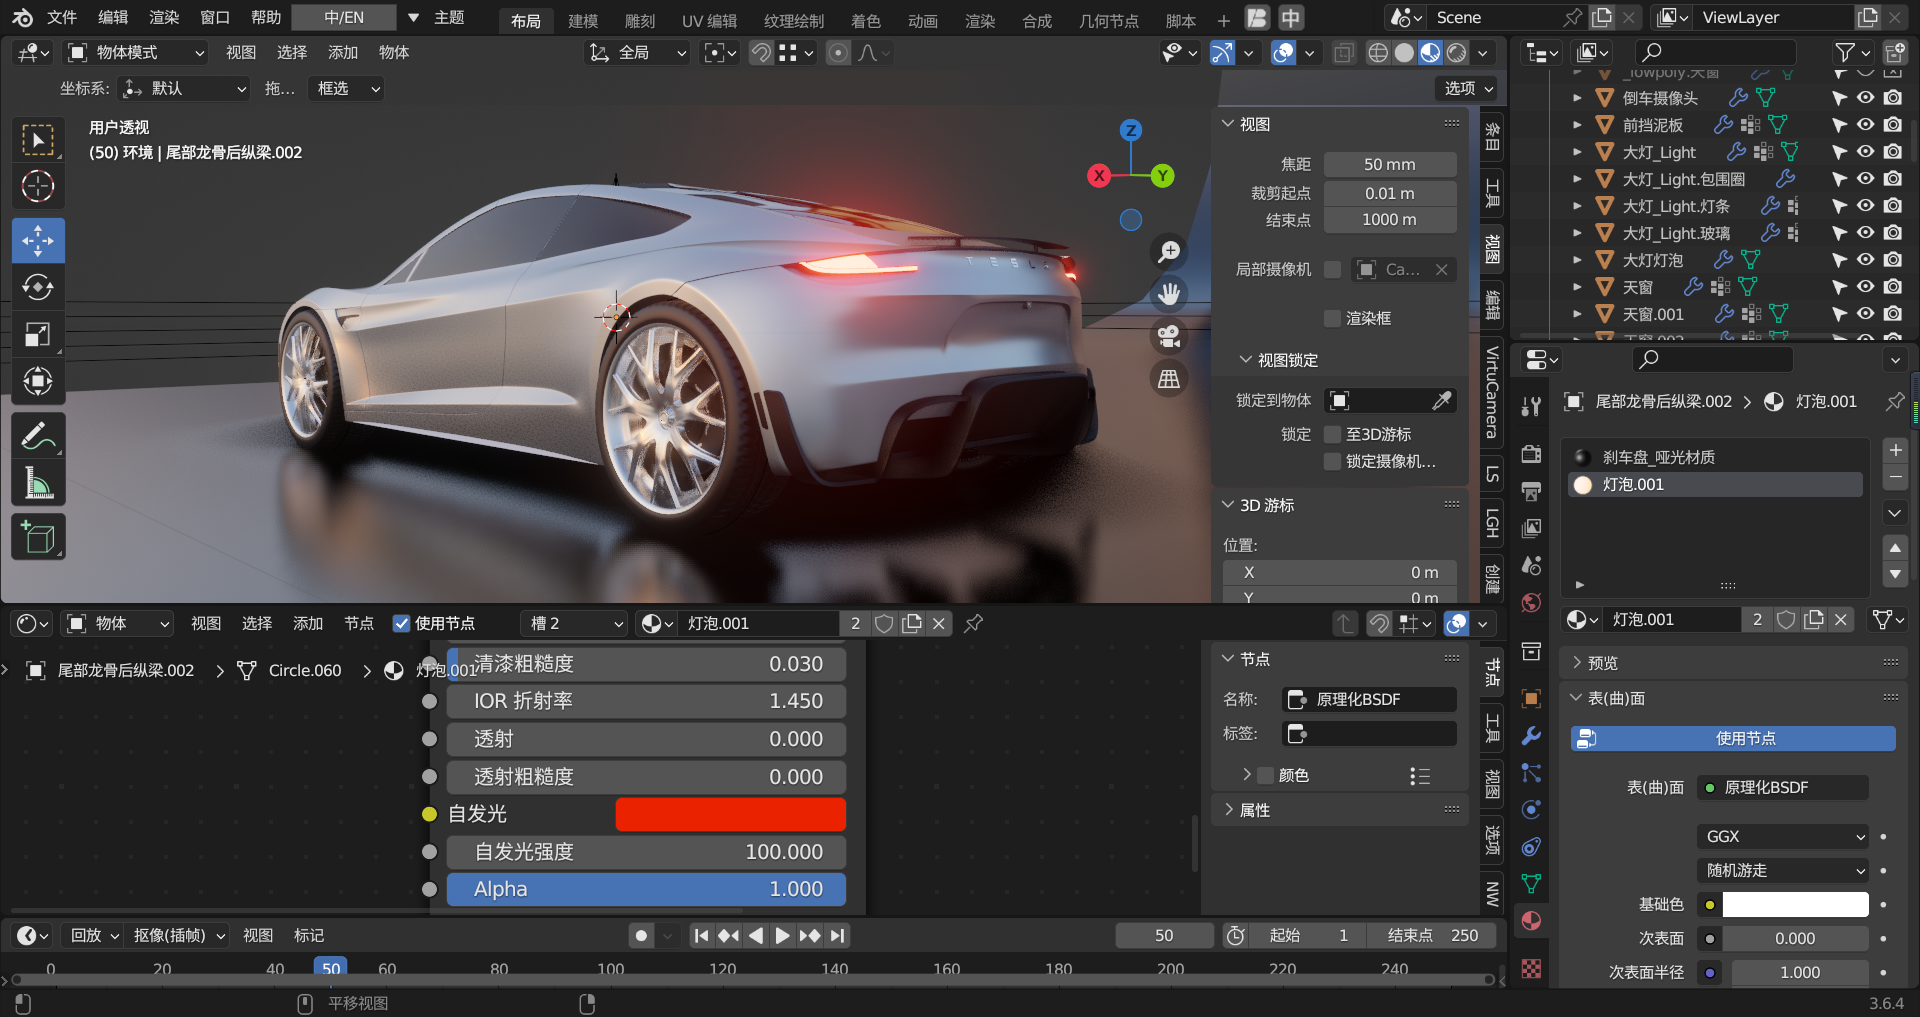 文件 编辑 渲染 窗口 帮助 中/EN 主题 布局 建模 雕刻 UV 编辑 纹理绘制 着色 动画 渲染 合成 几何节点 脚本 + 中 Scene ViewLayer
物体模式 视图 选择 添加 物体 全局
坐标系: 默认 拖... 框选 选项
用户透视
(50) 环境 | 尾部龙骨后纵梁.002
Z
X
Y
T E S L A
视图
焦距 50 mm
裁剪起点 0.01 m
结束点 1000 m
局部摄像机 Ca...
渲染框
视图锁定
锁定到物体
锁定 至3D游标
锁定摄像机...
3D 游标
位置:
X 0 m
Y 0 m
条目
工具
视图
编辑
VirtuCamera
LS
LGH
创建
_lowpoly.天窗
倒车摄像头
前挡泥板
大灯_Light
大灯_Light.包围圈
大灯_Light.灯条
大灯_Light.玻璃
大灯灯泡
天窗
天窗.001
天窗.002
尾部龙骨后纵梁.002 > 灯泡.001
刹车盘_哑光材质
灯泡.001
灯泡.001 2
预览
表(曲)面
使用节点
表(曲)面 原理化BSDF
GGX
随机游走
基础色
次表面 0.000
次表面半径 1.000
物体 视图 选择 添加 节点 使用节点 槽 2 灯泡.001 2
尾部龙骨后纵梁.002 > Circle.060 > 灯泡.001
清漆粗糙度 0.030
IOR 折射率 1.450
透射 0.000
透射粗糙度 0.000
自发光
自发光强度 100.000
Alpha 1.000
节点
名称: 原理化BSDF
标签:
颜色
属性
节点
工具
视图
选项
NW
回放 抠像(插帧) 视图 标记 50 起始 1 结束点 250
0 20 40 50 60 80 100 120 140 160 180 200 220 240
平移视图 3.6.4